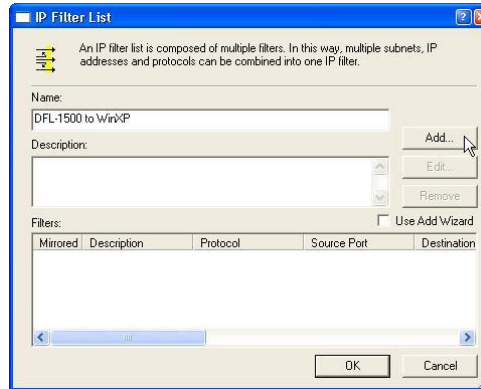 IP Filter List
An IP filter list is composed of multiple filters. In this way, multiple subnets, IP
addresses and protocols can be combined into one IP filter.
Name:
DFL-1500 to WinXP
Add...
Description:
Edit...
Remove
Filters:
Use Add Wizard
Mirrored Description Protocol Source Port Destination
OK Cancel